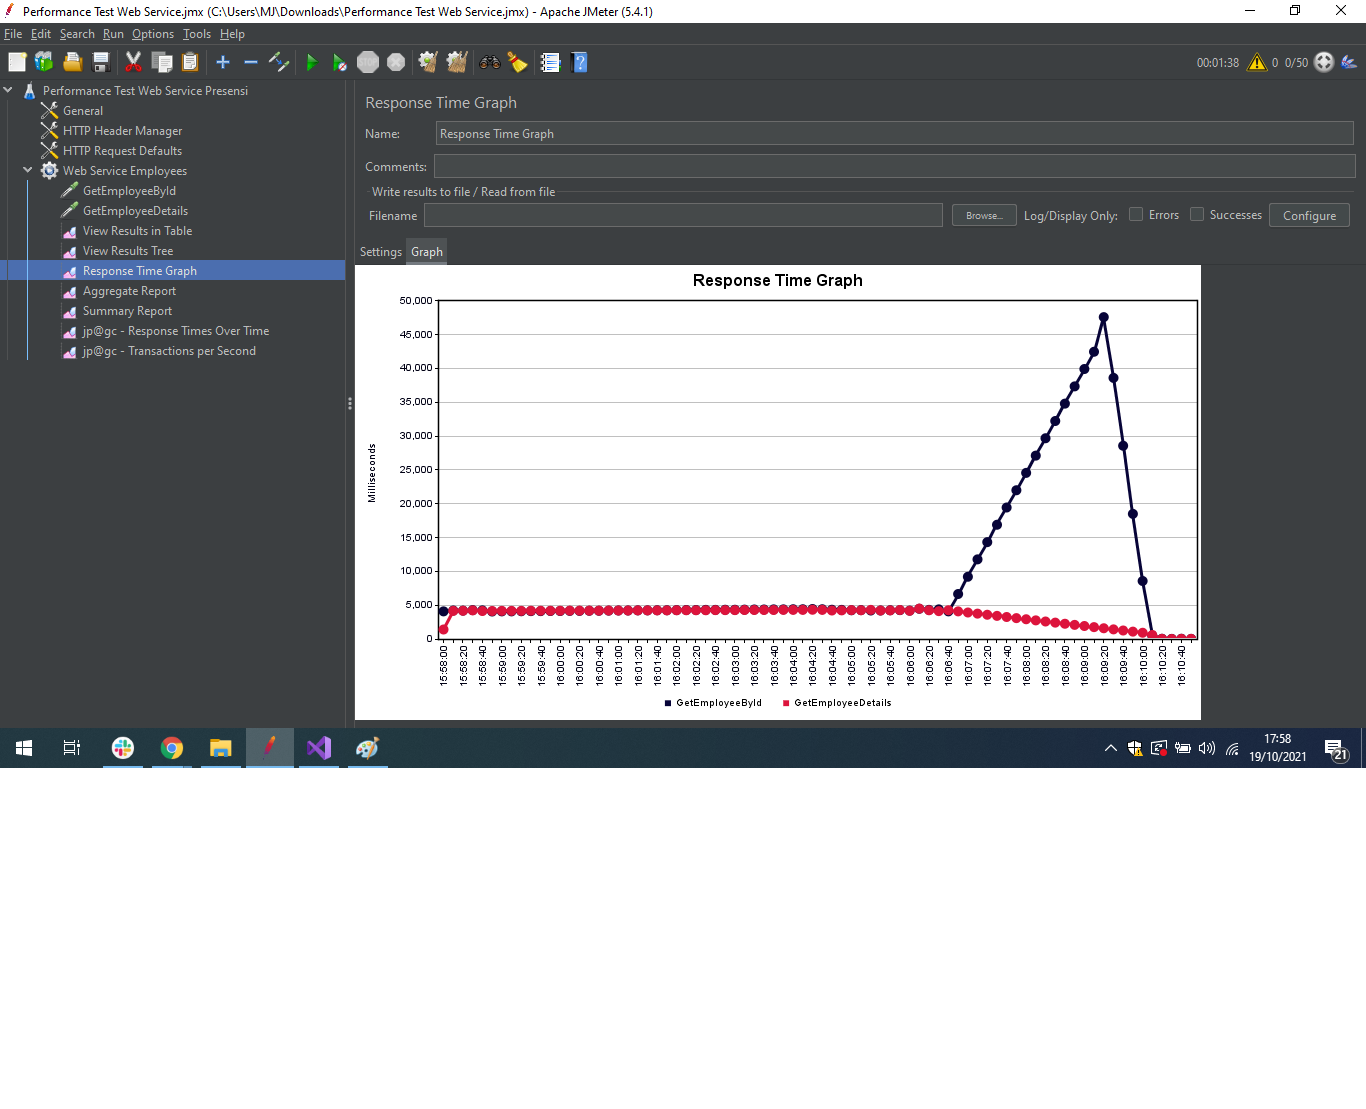 Performance Test Web Service.jmx (C:\Users\MJ\Downloads\Performance Test Web Service.jmx) - Apache JMeter (5.4.1)
File Edit Search Run Options Tools Help
STOP 00:01:38 0 0/50
Performance Test Web Service Presensi
General
HTTP Header Manager
HTTP Request Defaults
Web Service Employees
GetEmployeeById
GetEmployeeDetails
View Results in Table
View Results Tree
Response Time Graph
Aggregate Report
Summary Report
jp@gc - Response Times Over Time
jp@gc - Transactions per Second
Response Time Graph
Name: Response Time Graph
Comments:
Write results to file / Read from file
Filename Browse... Log/Display Only: Errors Successes Configure
Settings Graph
Response Time Graph
Milliseconds
50,000
45,000
40,000
35,000
30,000
25,000
20,000
15,000
10,000
5,000
0
15:58:00 15:58:20 15:58:40 15:59:00 15:59:20 15:59:40 16:00:00 16:00:20 16:00:40 16:01:00 16:01:20 16:01:40 16:02:00 16:02:20 16:02:40 16:03:00 16:03:20 16:03:40 16:04:00 16:04:20 16:04:40 16:05:00 16:05:20 16:05:40 16:06:00 16:06:20 16:06:40 16:07:00 16:07:20 16:07:40 16:08:00 16:08:20 16:08:40 16:09:00 16:09:20 16:09:40 16:10:00 16:10:20 16:10:40
GetEmployeeById GetEmployeeDetails
17:58
19/10/2021
21